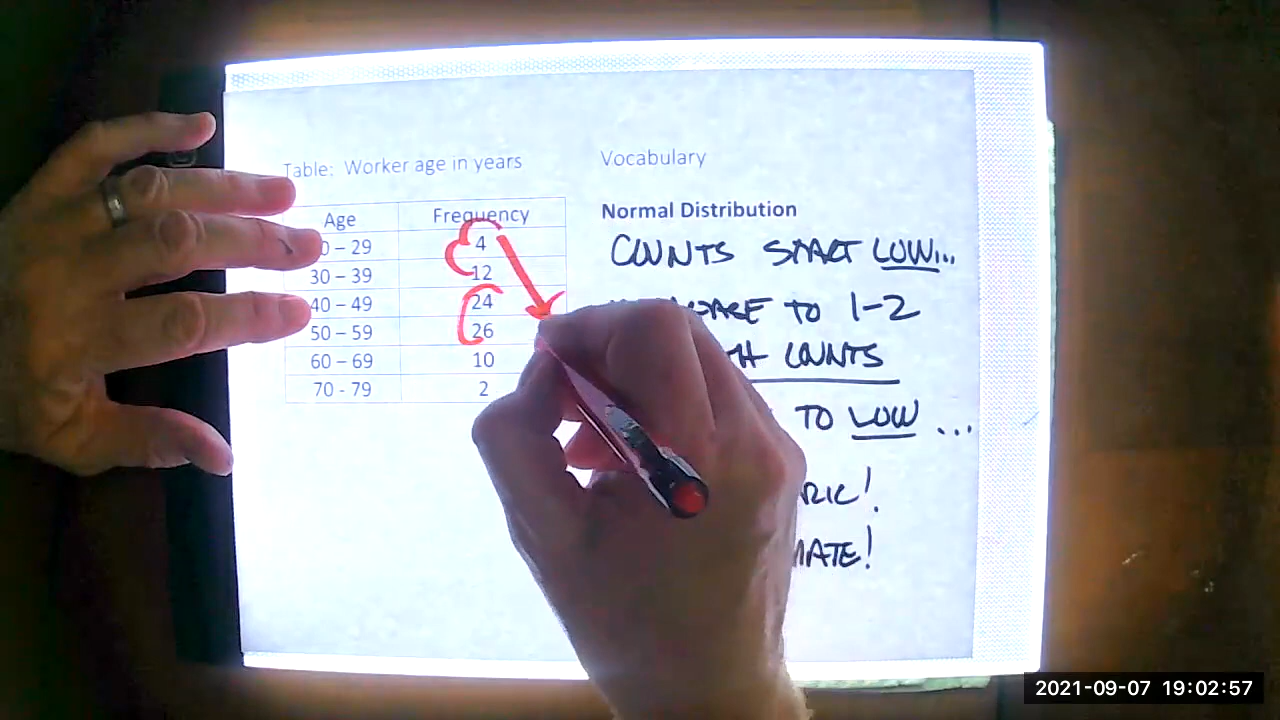 Table: Worker age in years
Age Frequency
0 – 29 4
30 – 39 12
40 – 49 24
50 – 59 26
60 – 69 10
70 - 79 2
Vocabulary
Normal Distribution
COUNTS START LOW...
TO 1-2
COUNTS
TO LOW ...
2021-09-07 19:02:57